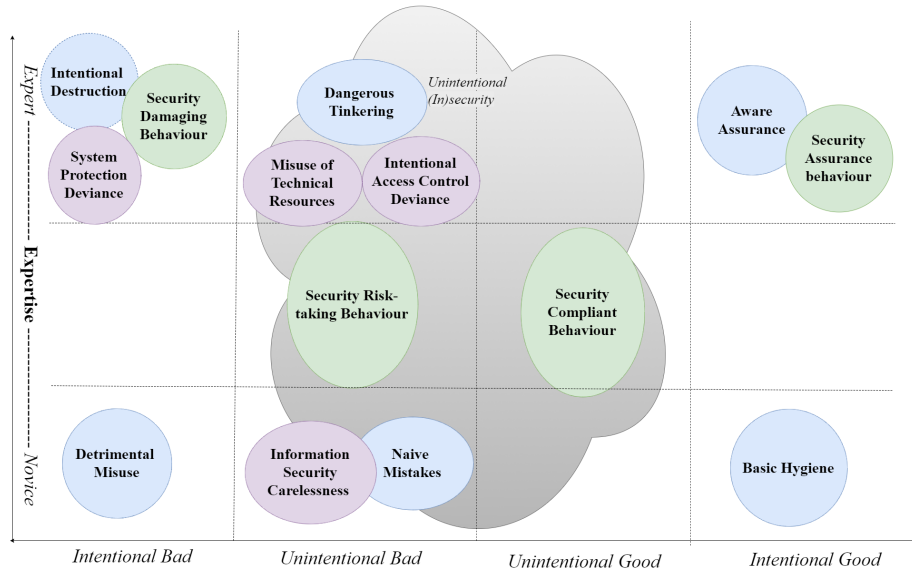 Expert
Expertise
Novice
Intentional
Destruction
Security
Damaging
Behaviour
System
Protection
Deviance
Dangerous
Tinkering
Unintentional
(In)security
Misuse of
Technical
Resources
Intentional
Access Control
Deviance
Aware
Assurance
Security
Assurance
behaviour
Security Risk-
taking Behaviour
Security
Compliant
Behaviour
Detrimental
Misuse
Information
Security
Carelessness
Naive
Mistakes
Basic Hygiene
Intentional Bad
Unintentional Bad
Unintentional Good
Intentional Good